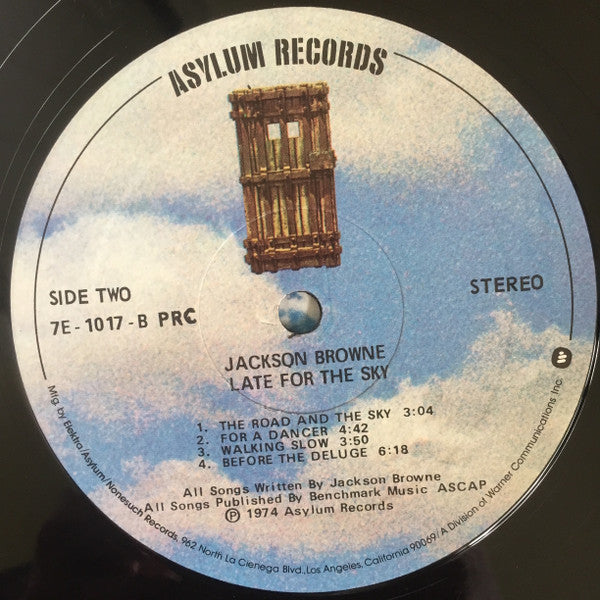 ASYLUM RECORDS
SIDE TWO
7E-1017-B PRC
STEREO
JACKSON BROWNE
LATE FOR THE SKY
1. THE ROAD AND THE SKY 3:04
2. FOR A DANCER 4:42
3. WALKING SLOW 3:50
4. BEFORE THE DELUGE 6:18
All Songs Written By Jackson Browne
All Songs Published By Benchmark Music ASCAP
Ⓟ 1974 Asylum Records
Mfg. by Elektra/Asylum/Nonesuch Records, 962 North La Cienega Blvd., Los Angeles, California 90069/A Division of Warner Communications Inc.